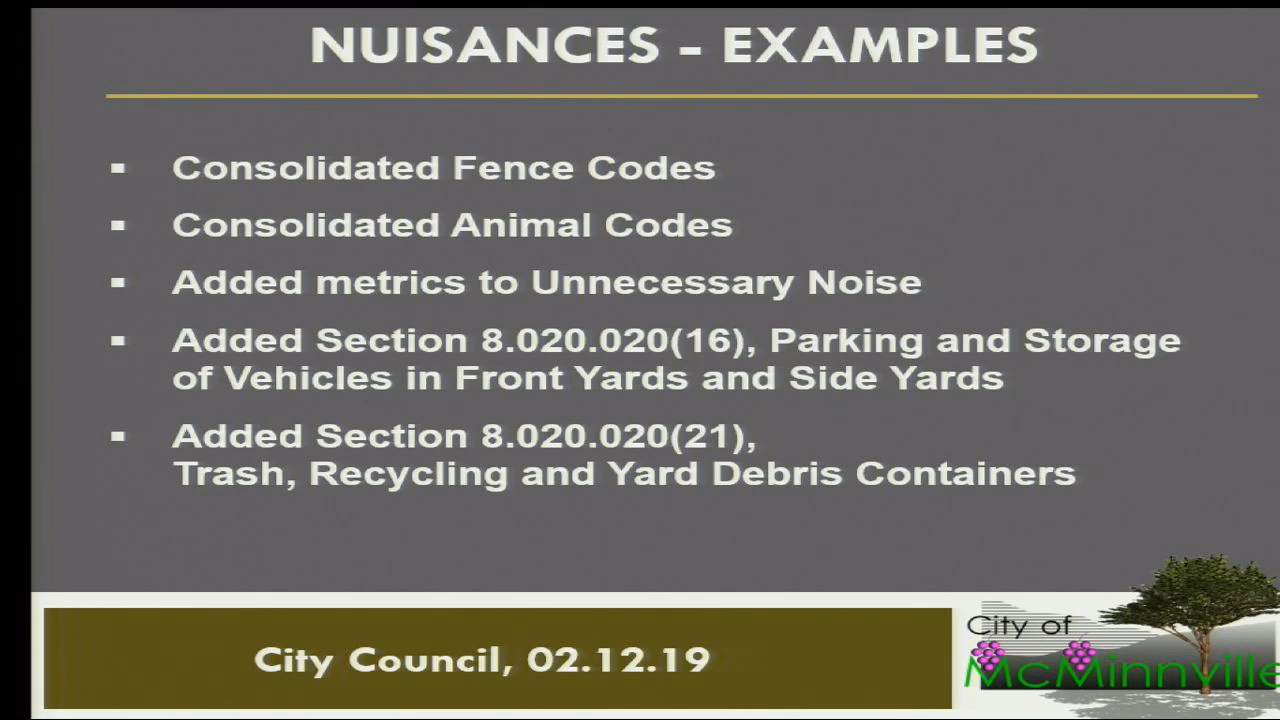 NUISANCES - EXAMPLES
▪ Consolidated Fence Codes
▪ Consolidated Animal Codes
▪ Added metrics to Unnecessary Noise
▪ Added Section 8.020.020(16), Parking and Storage
of Vehicles in Front Yards and Side Yards
▪ Added Section 8.020.020(21),
Trash, Recycling and Yard Debris Containers
City Council, 02.12.19
City of
McMinnville